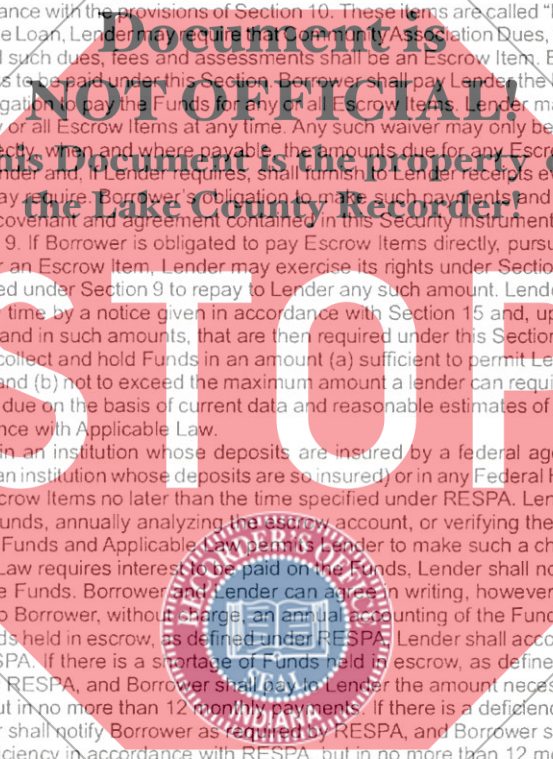 ance with the provisions of Section 10. These items are called "
e Loan, Lender may require that Community Association Dues,
Document is
d such dues, fees and assessments shall be an Escrow Item.
s to be paid under this Section. Borrower shall pay Lender the
NOT OFFICIAL!
gation to pay the Funds for any or all Escrow Items. Lender m
y or all Escrow Items at any time. Any such waiver may only be
ectly, when and where payable, the amounts due for any Escr
his Document is the property
nder and, if Lender requires, shall furnish to Lender receipts e
ay require. Borrower's obligation to make such payments and
the Lake County Recorder!
covenant and agreement contained in this Security Instrument
9. If Borrower is obligated to pay Escrow Items directly, pursu
r an Escrow Item, Lender may exercise its rights under Sectio
ed under Section 9 to repay to Lender any such amount. Lend
STOP
time by a notice given in accordance with Section 15 and, up
and in such amounts, that are then required under this Section
collect and hold Funds in an amount (a) sufficient to permit Le
and (b) not to exceed the maximum amount a lender can requi
due on the basis of current data and reasonable estimates of
nce with Applicable Law.
in an institution whose deposits are insured by a federal age
an institution whose deposits are so insured) or in any Federal H
crow Items no later than the time specified under RESPA. Len
unds, annually analyzing the escrow account, or verifying the
Funds and Applicable Law permits Lender to make such a ch
RECORDER'S OFFICE
Law requires interest to be paid on the Funds, Lender shall no
e Funds. Borrower and Lender can agree in writing, however
o Borrower, without charge, an annual accounting of the Fund
ds held in escrow, as defined under RESPA, Lender shall acco
SPA. If there is a shortage of Funds held in escrow, as define
RESPA, and Borrower shall pay to Lender the amount neces
ut in no more than 12 monthly payments. If there is a deficienc
INDIANA
r shall notify Borrower as required by RESPA, and Borrower s
ciency in accordance with RESPA, but in no more than 12 m